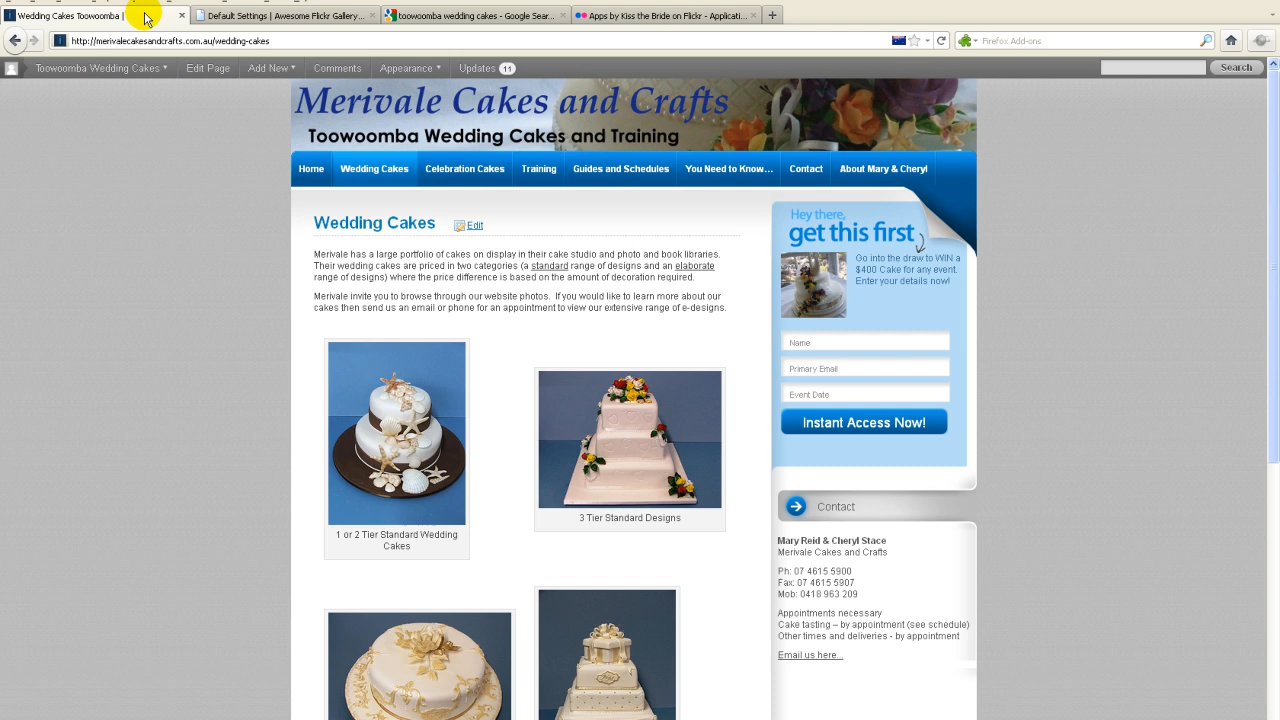 Wedding Cakes Toowoomba |
Default Settings | Awesome Flickr Gallery...
toowoomba wedding cakes - Google Sear...
Apps by Kiss the Bride on Flickr - Applicati...
http://merivalecakesandcrafts.com.au/wedding-cakes
Firefox Add-ons
Toowoomba Wedding Cakes
Edit Page
Add New
Comments
Appearance
Updates 11
Search
Merivale Cakes and Crafts
Toowoomba Wedding Cakes and Training
Home
Wedding Cakes
Celebration Cakes
Training
Guides and Schedules
You Need to Know...
Contact
About Mary & Cheryl
Wedding Cakes
Edit
Merivale has a large portfolio of cakes on display in their cake studio and photo and book libraries.
Their wedding cakes are priced in two categories (a standard range of designs and an elaborate
range of designs) where the price difference is based on the amount of decoration required.
Merivale invite you to browse through our website photos. If you would like to learn more about our
cakes then send us an email or phone for an appointment to view our extensive range of e-designs.
1 or 2 Tier Standard Wedding
Cakes
3 Tier Standard Designs
Hey there,
get this first
Go into the draw to WIN a
$400 Cake for any event.
Enter your details now!
Name
Primary Email
Event Date
Instant Access Now!
Contact
Mary Reid & Cheryl Stace
Merivale Cakes and Crafts
Ph: 07 4615 5900
Fax: 07 4615 5907
Mob: 0418 963 209
Appointments necessary
Cake tasting – by appointment (see schedule)
Other times and deliveries - by appointment
Email us here...